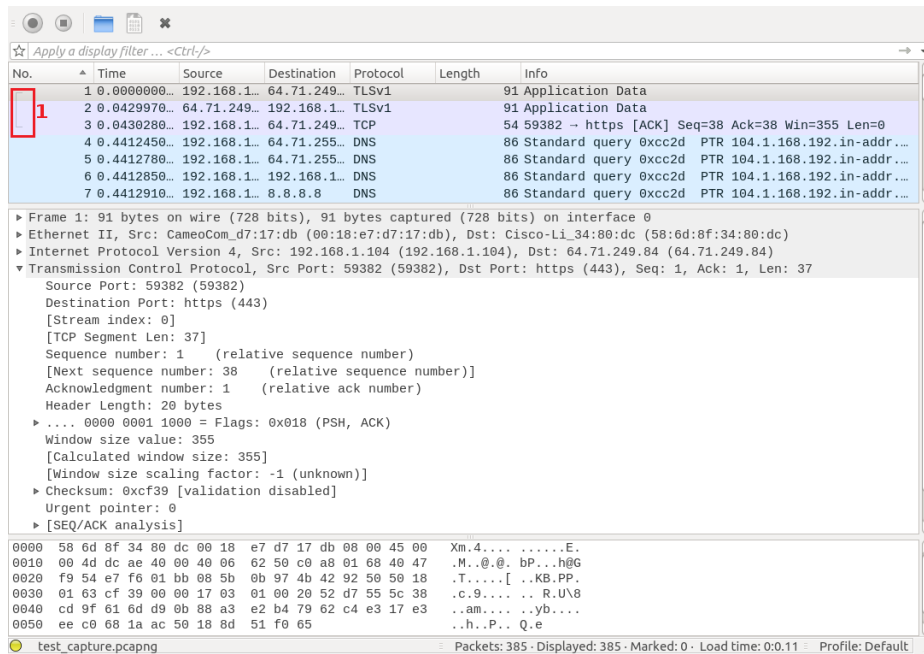 Apply a display filter … <Ctrl-/>
No. Time Source Destination Protocol Length Info
1 0.0000000… 192.168.1… 64.71.249… TLSv1 91 Application Data
2 0.0429970… 64.71.249… 192.168.1… TLSv1 91 Application Data
1
3 0.0430280… 192.168.1… 64.71.249… TCP 54 59382 → https [ACK] Seq=38 Ack=38 Win=355 Len=0
4 0.4412450… 192.168.1… 64.71.255… DNS 86 Standard query 0xcc2d PTR 104.1.168.192.in-addr.…
5 0.4412780… 192.168.1… 64.71.255… DNS 86 Standard query 0xcc2d PTR 104.1.168.192.in-addr.…
6 0.4412850… 192.168.1… 192.168.1… DNS 86 Standard query 0xcc2d PTR 104.1.168.192.in-addr.…
7 0.4412910… 192.168.1… 8.8.8.8 DNS 86 Standard query 0xcc2d PTR 104.1.168.192.in-addr.…
Frame 1: 91 bytes on wire (728 bits), 91 bytes captured (728 bits) on interface 0
Ethernet II, Src: CameoCom_d7:17:db (00:18:e7:d7:17:db), Dst: Cisco-Li_34:80:dc (58:6d:8f:34:80:dc)
Internet Protocol Version 4, Src: 192.168.1.104 (192.168.1.104), Dst: 64.71.249.84 (64.71.249.84)
Transmission Control Protocol, Src Port: 59382 (59382), Dst Port: https (443), Seq: 1, Ack: 1, Len: 37
Source Port: 59382 (59382)
Destination Port: https (443)
[Stream index: 0]
[TCP Segment Len: 37]
Sequence number: 1 (relative sequence number)
[Next sequence number: 38 (relative sequence number)]
Acknowledgment number: 1 (relative ack number)
Header Length: 20 bytes
.... 0000 0001 1000 = Flags: 0x018 (PSH, ACK)
Window size value: 355
[Calculated window size: 355]
[Window size scaling factor: -1 (unknown)]
Checksum: 0xcf39 [validation disabled]
Urgent pointer: 0
[SEQ/ACK analysis]
0000 58 6d 8f 34 80 dc 00 18 e7 d7 17 db 08 00 45 00 Xm.4.... ......E.
0010 00 4d dc ae 40 00 40 06 62 50 c0 a8 01 68 40 47 .M..@.@. bP...h@G
0020 f9 54 e7 f6 01 bb 08 5b 0b 97 4b 42 92 50 50 18 .T.....[ ..KB.PP.
0030 01 63 cf 39 00 00 17 03 01 00 20 52 d7 55 5c 38 .c.9.... .. R.U\8
0040 cd 9f 61 6d d9 0b 88 a3 e2 b4 79 62 c4 e3 17 e3 ..am.... ..yb....
0050 ee c0 68 1a ac 50 18 8d 51 f0 65 ..h..P.. Q.e
test_capture.pcapng Packets: 385 · Displayed: 385 · Marked: 0 · Load time: 0:0.11 Profile: Default